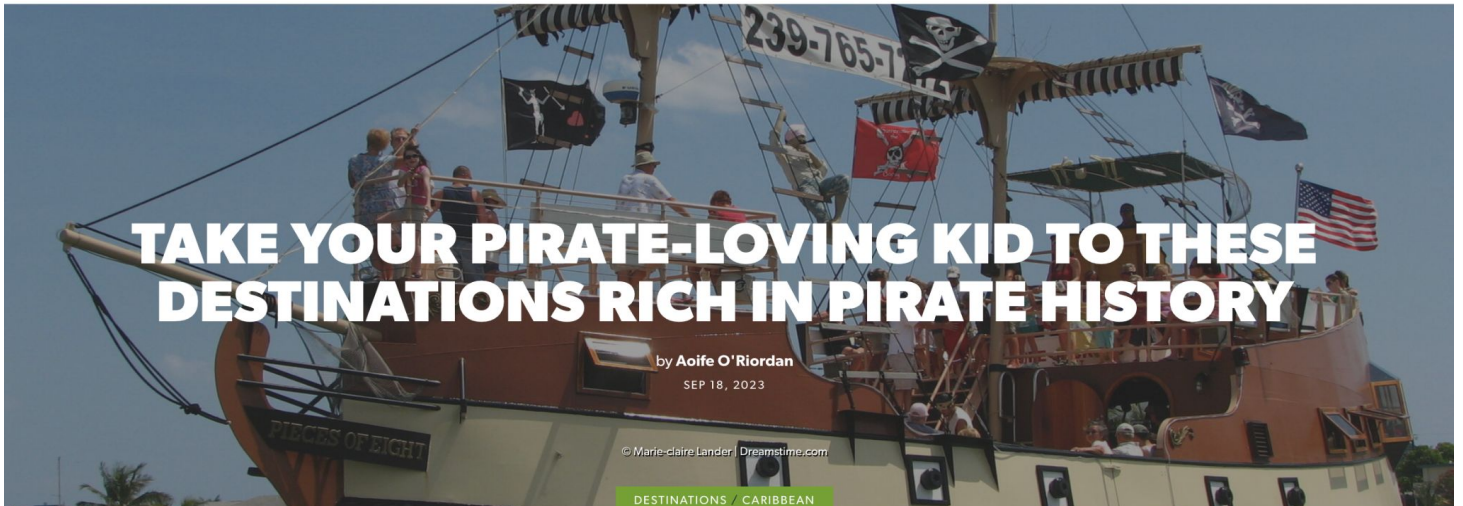 239-765-7
TAKE YOUR PIRATE-LOVING KID TO THESE
DESTINATIONS RICH IN PIRATE HISTORY
by Aoife O'Riordan
SEP 18, 2023
PIECES OF EIGHT
© Marie-claire Lander | Dreamstime.com
DESTINATIONS / CARIBBEAN